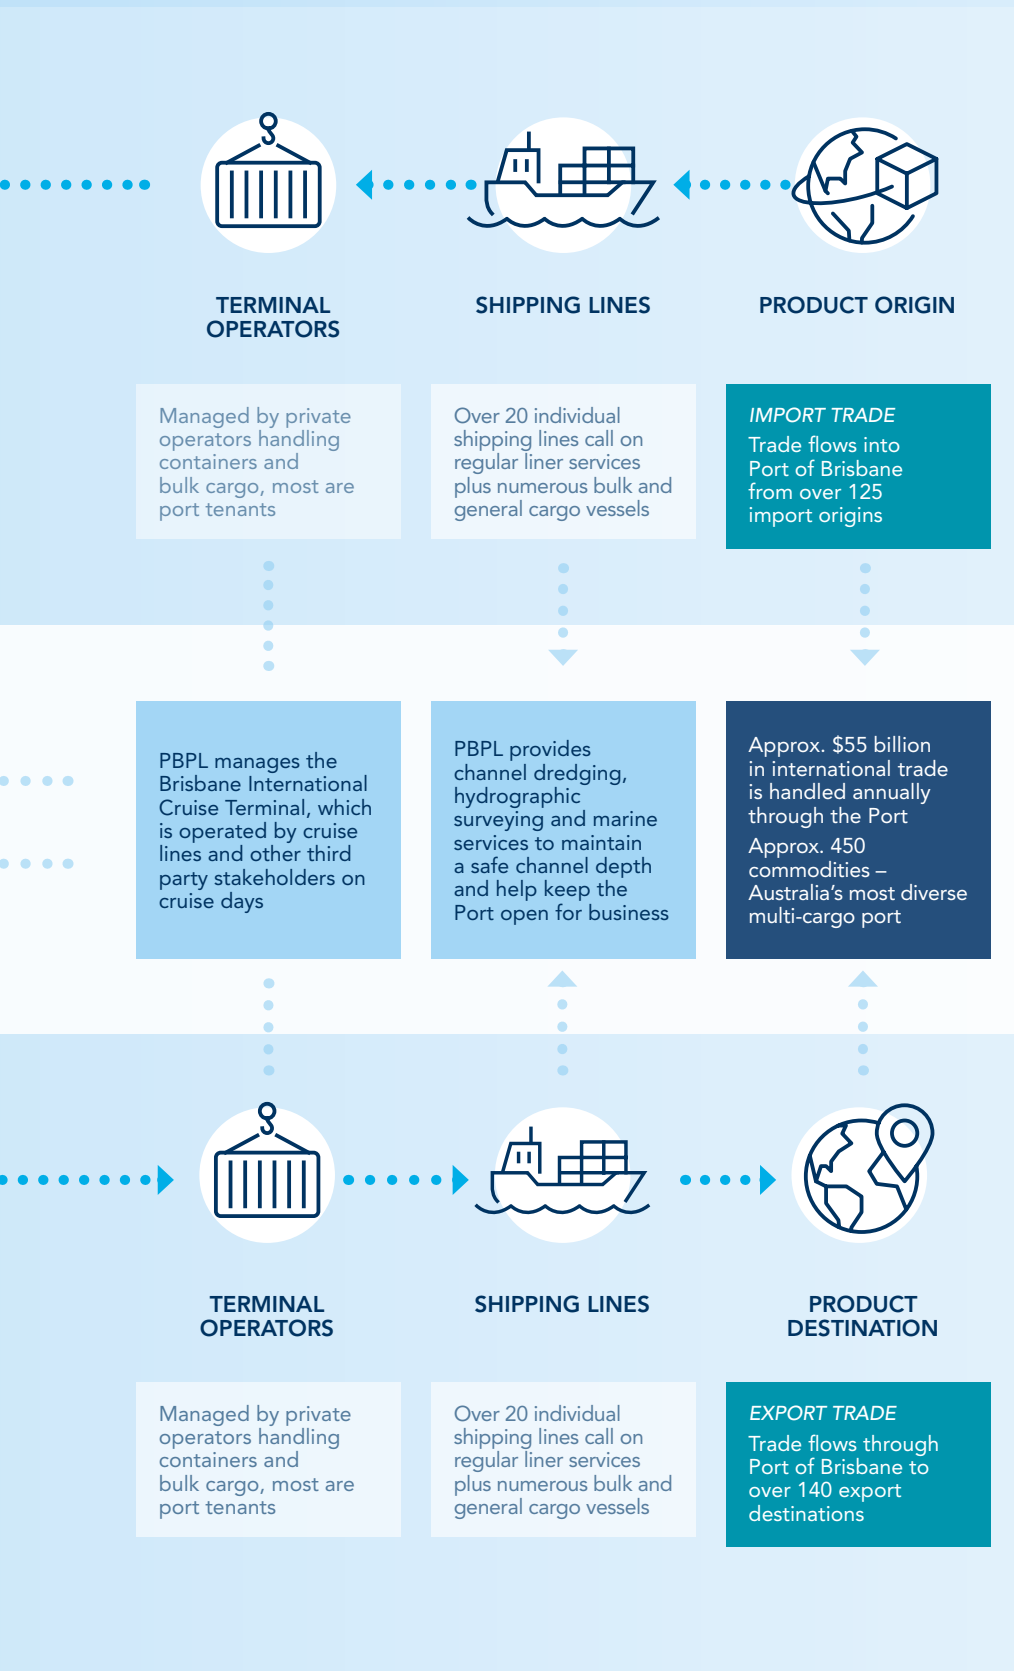 TERMINAL
OPERATORS
SHIPPING LINES
PRODUCT ORIGIN
Managed by private
operators handling
containers and
bulk cargo, most are
port tenants
Over 20 individual
shipping lines call on
regular liner services
plus numerous bulk and
general cargo vessels
IMPORT TRADE
Trade flows into
Port of Brisbane
from over 125
import origins
PBPL manages the
Brisbane International
Cruise Terminal, which
is operated by cruise
lines and other third
party stakeholders on
cruise days
PBPL provides
channel dredging,
hydrographic
surveying and marine
services to maintain
a safe channel depth
and help keep the
Port open for business
Approx. $55 billion
in international trade
is handled annually
through the Port
Approx. 450
commodities –
Australia’s most diverse
multi-cargo port
TERMINAL
OPERATORS
SHIPPING LINES
PRODUCT
DESTINATION
Managed by private
operators handling
containers and
bulk cargo, most are
port tenants
Over 20 individual
shipping lines call on
regular liner services
plus numerous bulk and
general cargo vessels
EXPORT TRADE
Trade flows through
Port of Brisbane to
over 140 export
destinations